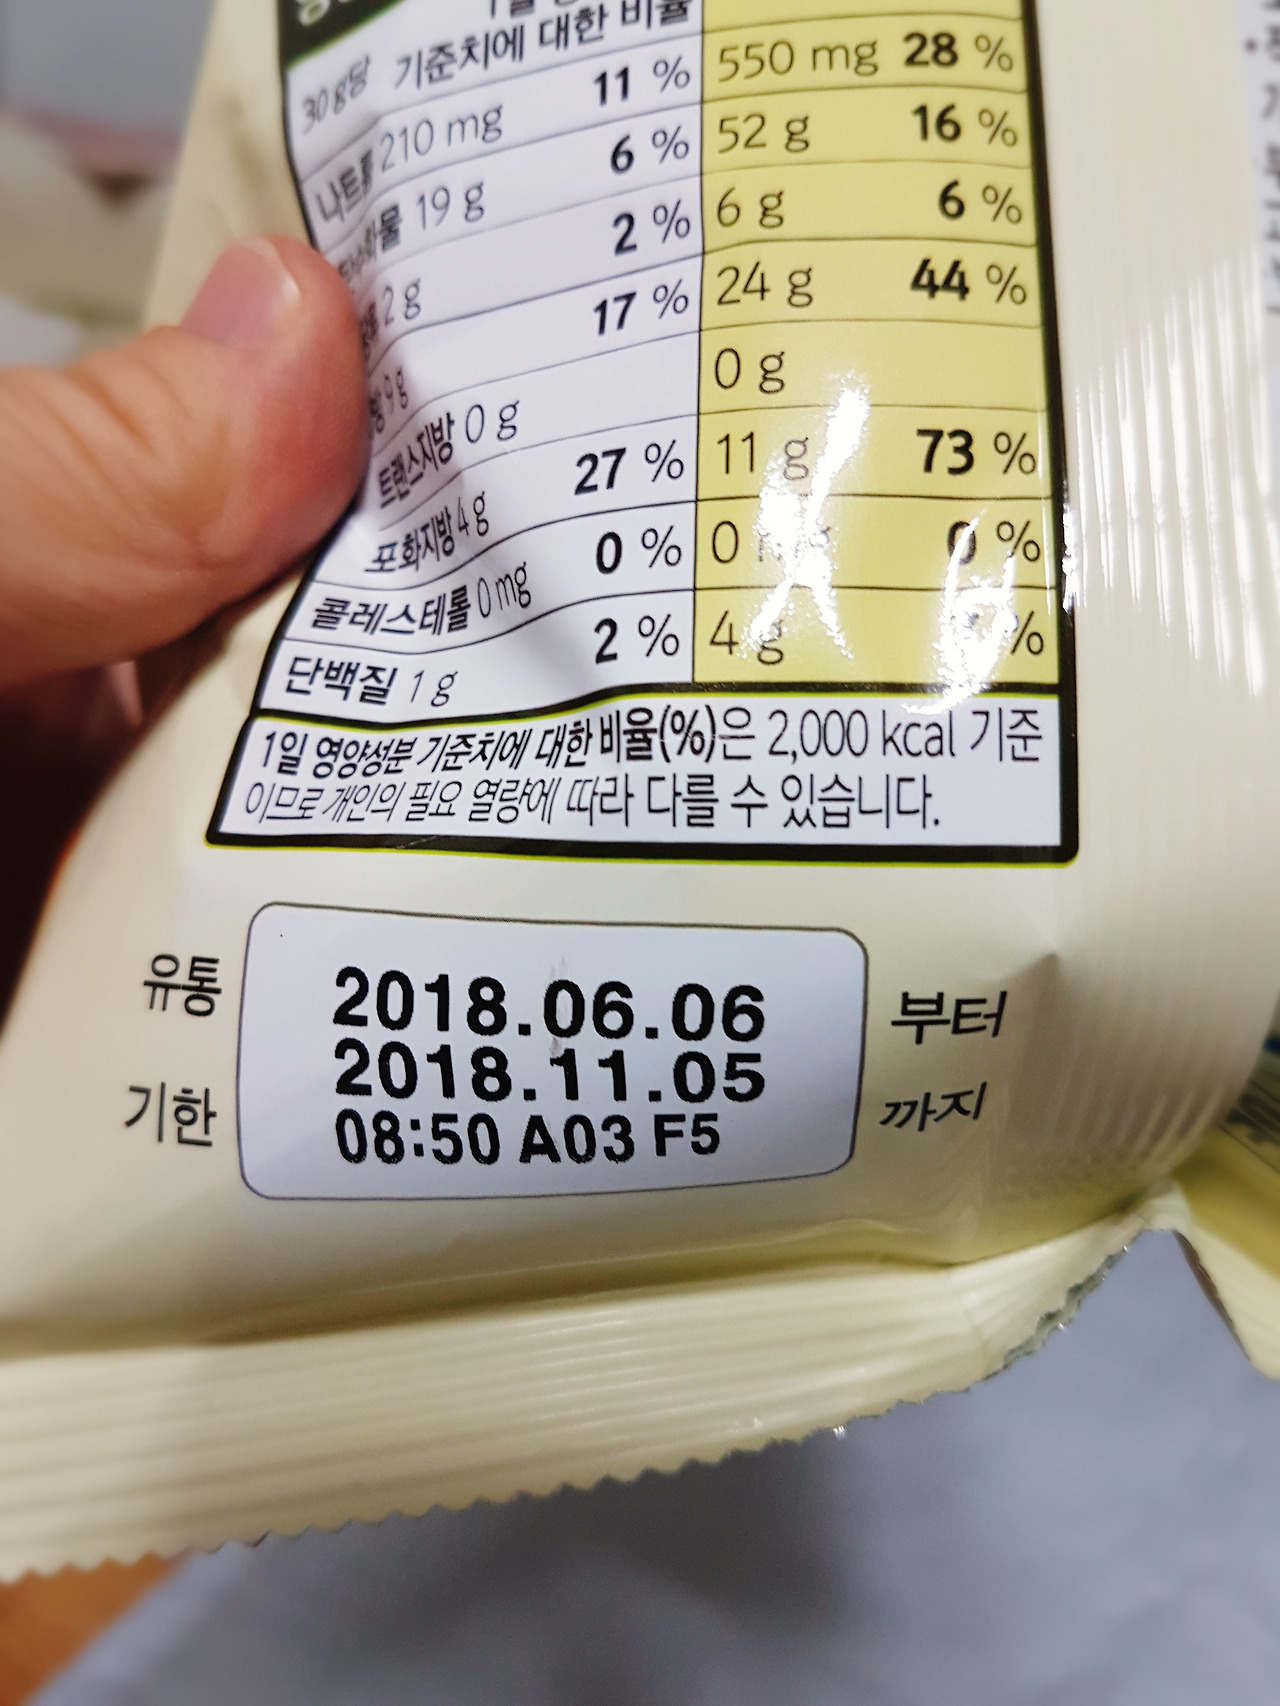 기준치에 대한 비율
30 g당
나트륨 210 mg 11 % 550 mg 28 %
19 g 6 % 52 g 16 %
2 g 2 % 6 g 6 %
9 g 17 % 24 g 44 %
트랜스지방 0 g 0 g
포화지방 4 g 27 % 11 g 73 %
콜레스테롤 0 mg 0 % 0 0 %
단백질 1 g 2 % 4 g %
1일 영양성분 기준치에 대한 비율(%)은 2,000 kcal 기준
이므로 개인의 필요 열량에 따라 다를 수 있습니다.
유통 2018.06.06 부터
기한 2018.11.05 까지
08:50 A03 F5